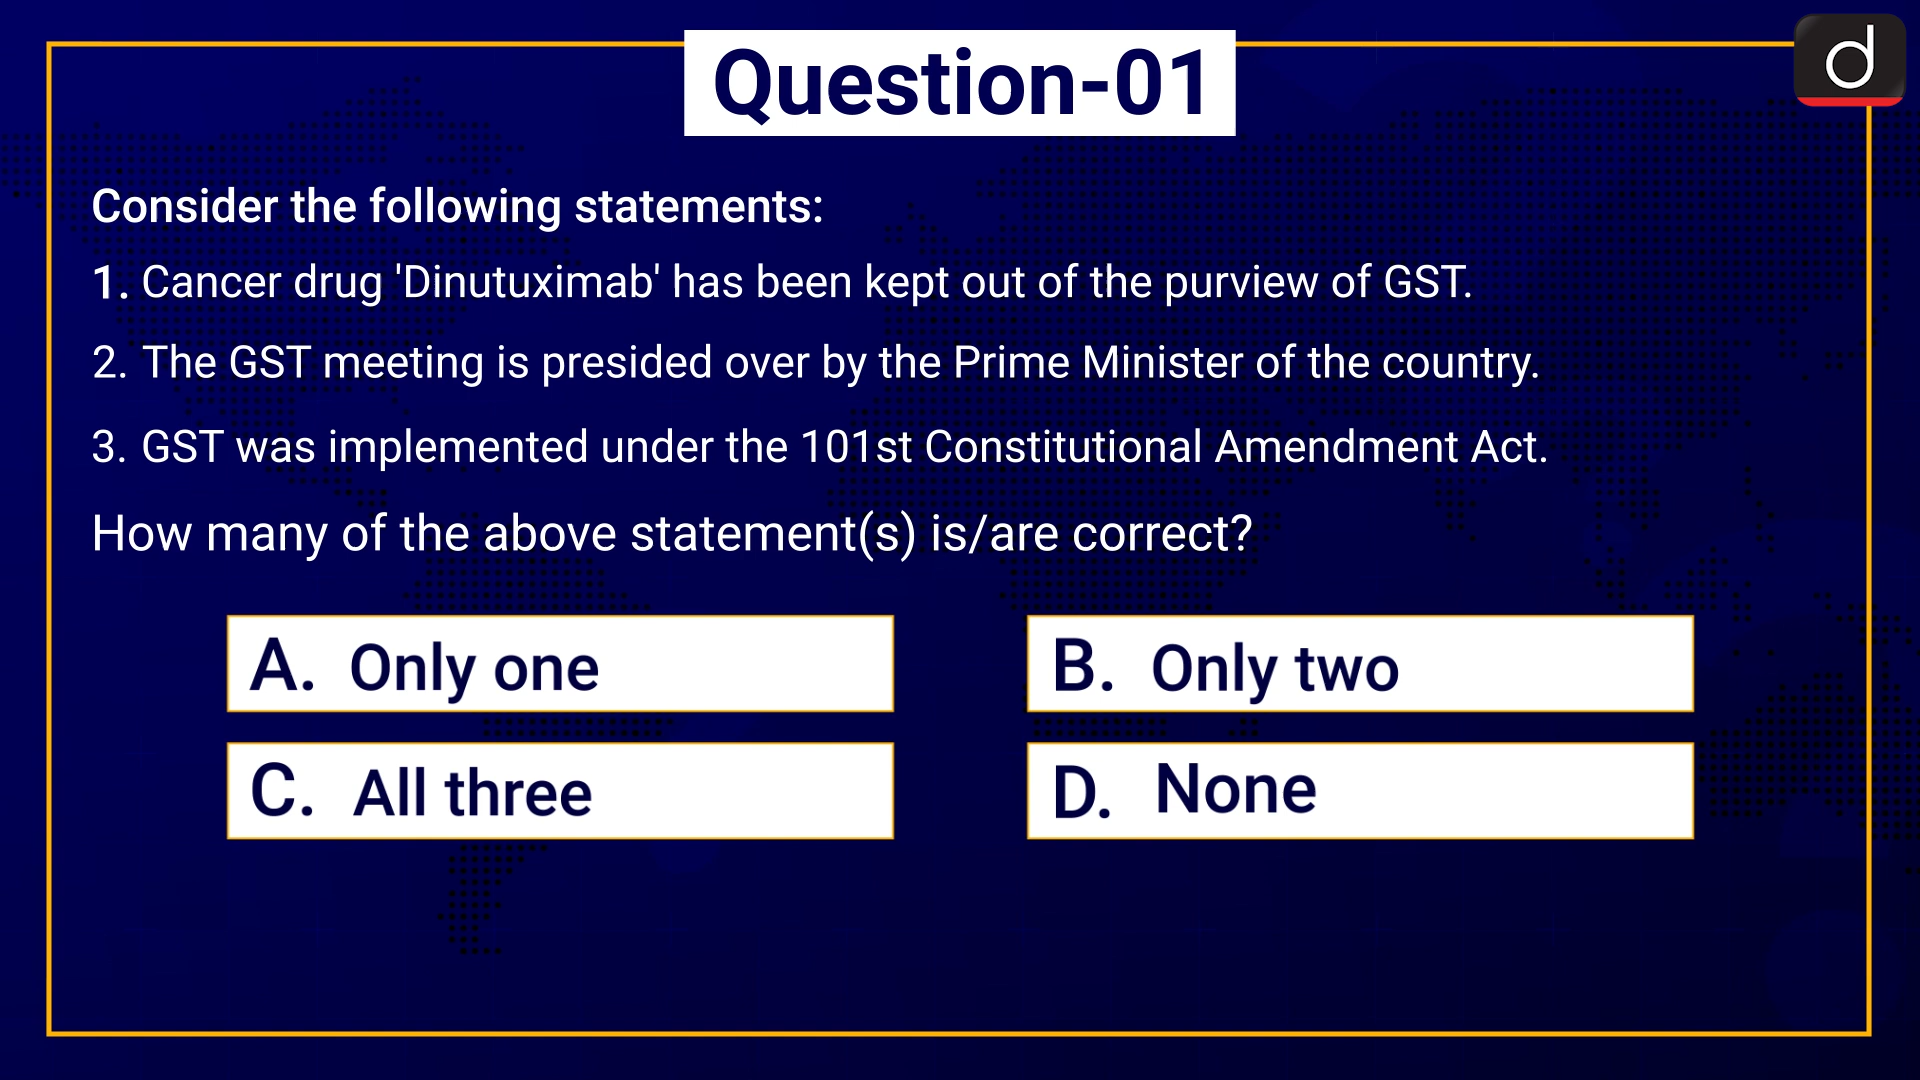 Question-01
d
Consider the following statements:
1. Cancer drug 'Dinutuximab' has been kept out of the purview of GST.
2. The GST meeting is presided over by the Prime Minister of the country.
3. GST was implemented under the 101st Constitutional Amendment Act.
How many of the above statement(s) is/are correct?
A. Only one
B. Only two
C. All three
D. None